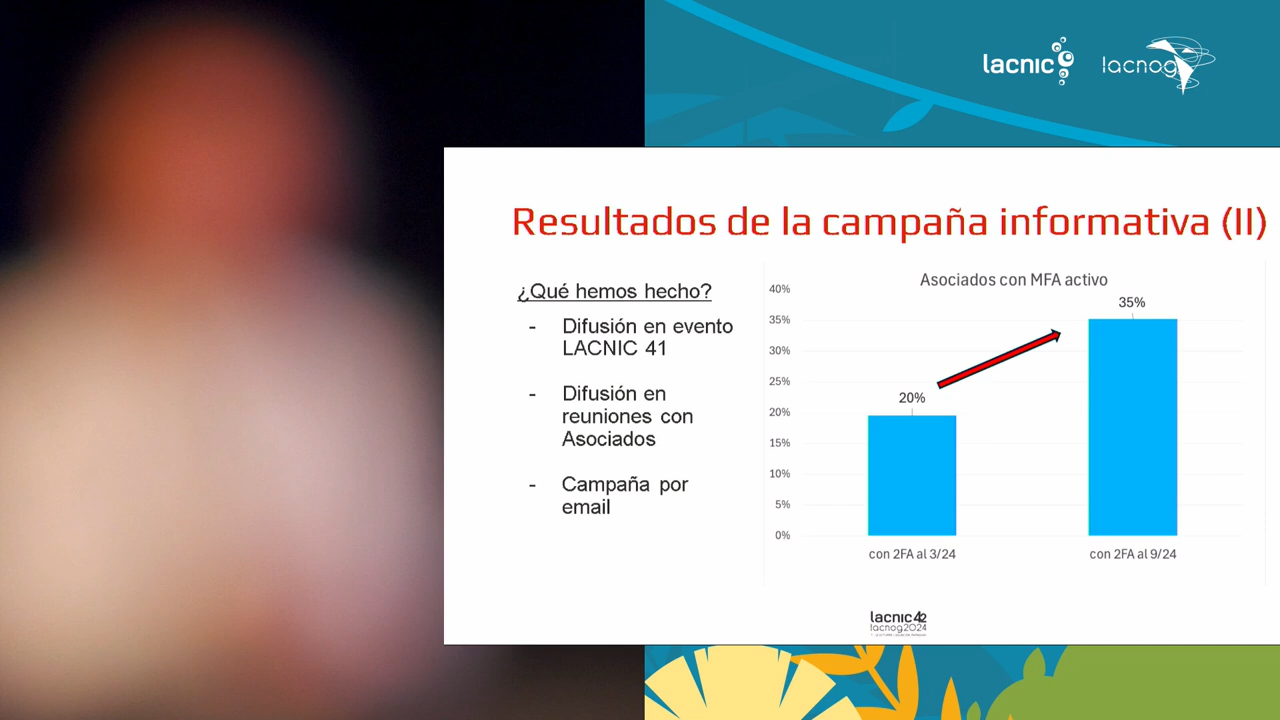 lacnic
lacnog
Resultados de la campaña informativa (II)
¿Qué hemos hecho?
- Difusión en evento
LACNIC 41
- Difusión en
reuniones con
Asociados
- Campaña por
email
Asociados con MFA activo
40%
35%
30%
25%
20%
15%
10%
5%
0%
20%
35%
con 2FA al 3/24
con 2FA al 9/24
lacnic42
lacnog2024